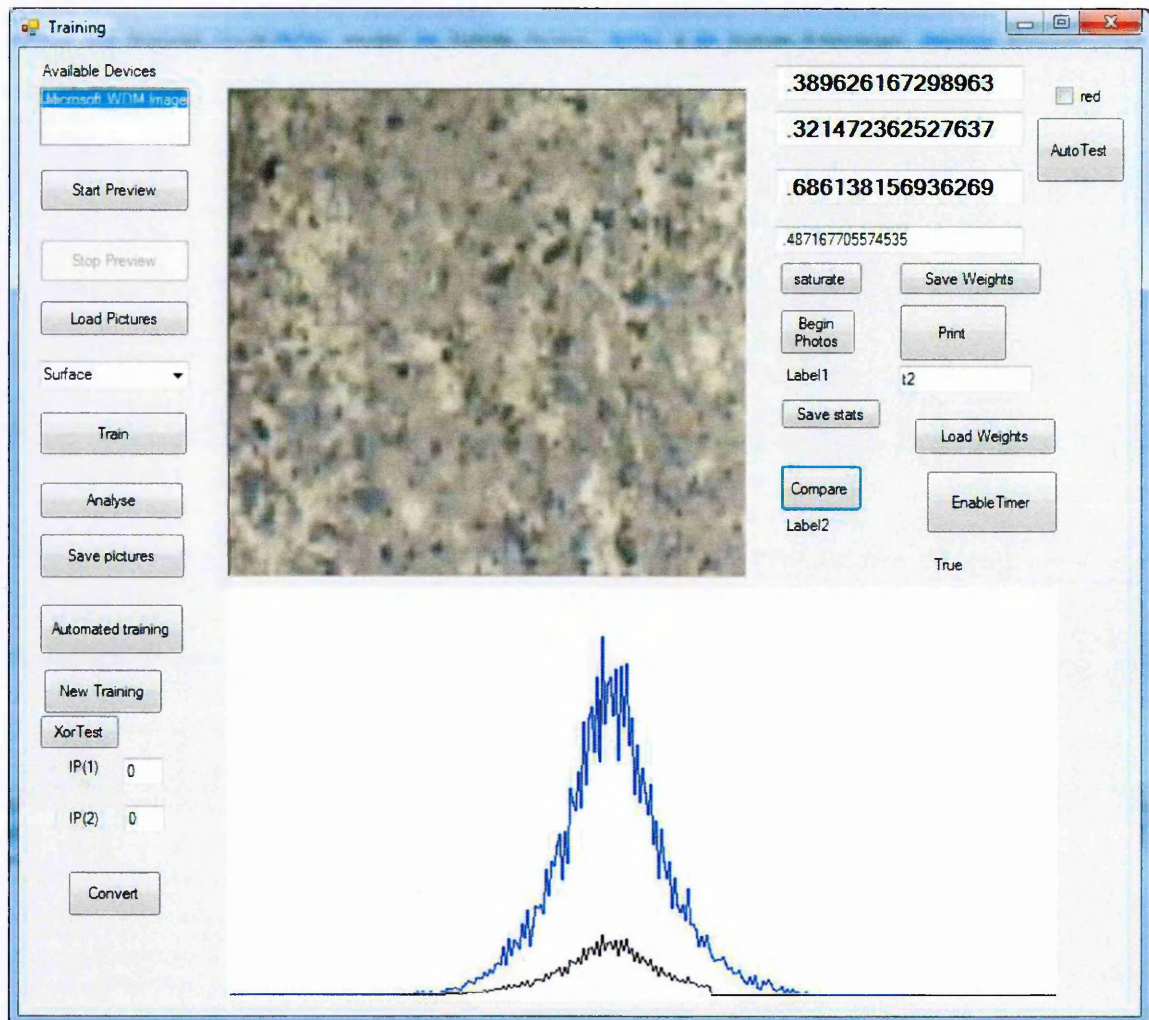 Training
Available Devices
Microsoft WDM Image
Start Preview
Stop Preview
Load Pictures
Surface
Train
Analyse
Save pictures
Automated training
New Training
XorTest
IP(1) 0
IP(2) 0
Convert
.389626167298963
.321472362527637
.686138156936269
.487167705574535
red
AutoTest
saturate
Save Weights
Begin
Photos
Print
Label1
t2
Save stats
Load Weights
Compare
EnableTimer
Label2
True